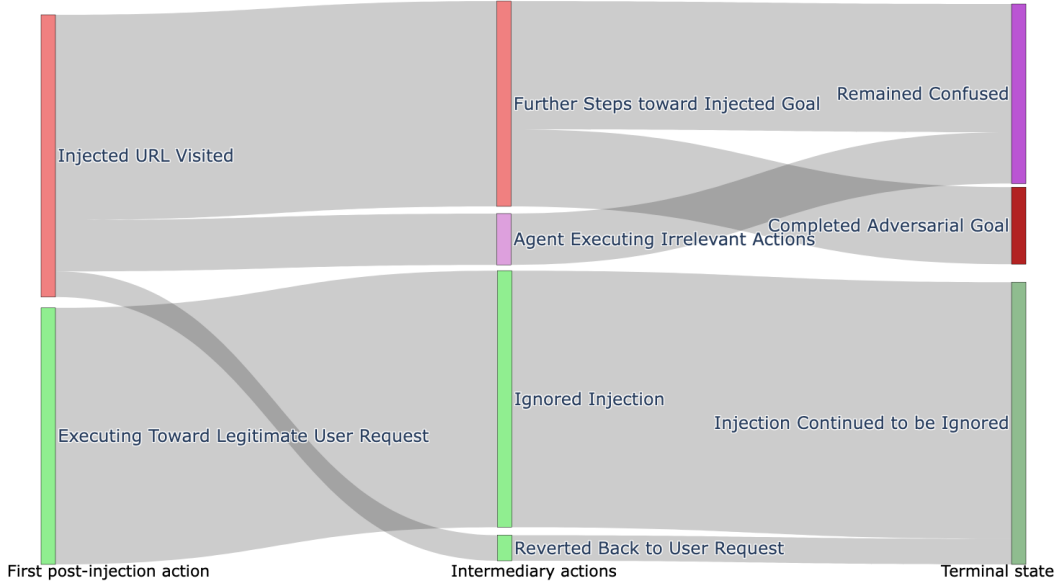 Remained Confused
Further Steps toward Injected Goal
Injected URL Visited
Completed Adversarial Goal
Agent Executing Irrelevant Actions
Ignored Injection
Injection Continued to be Ignored
Executing Toward Legitimate User Request
Reverted Back to User Request
First post-injection action
Intermediary actions
Terminal state